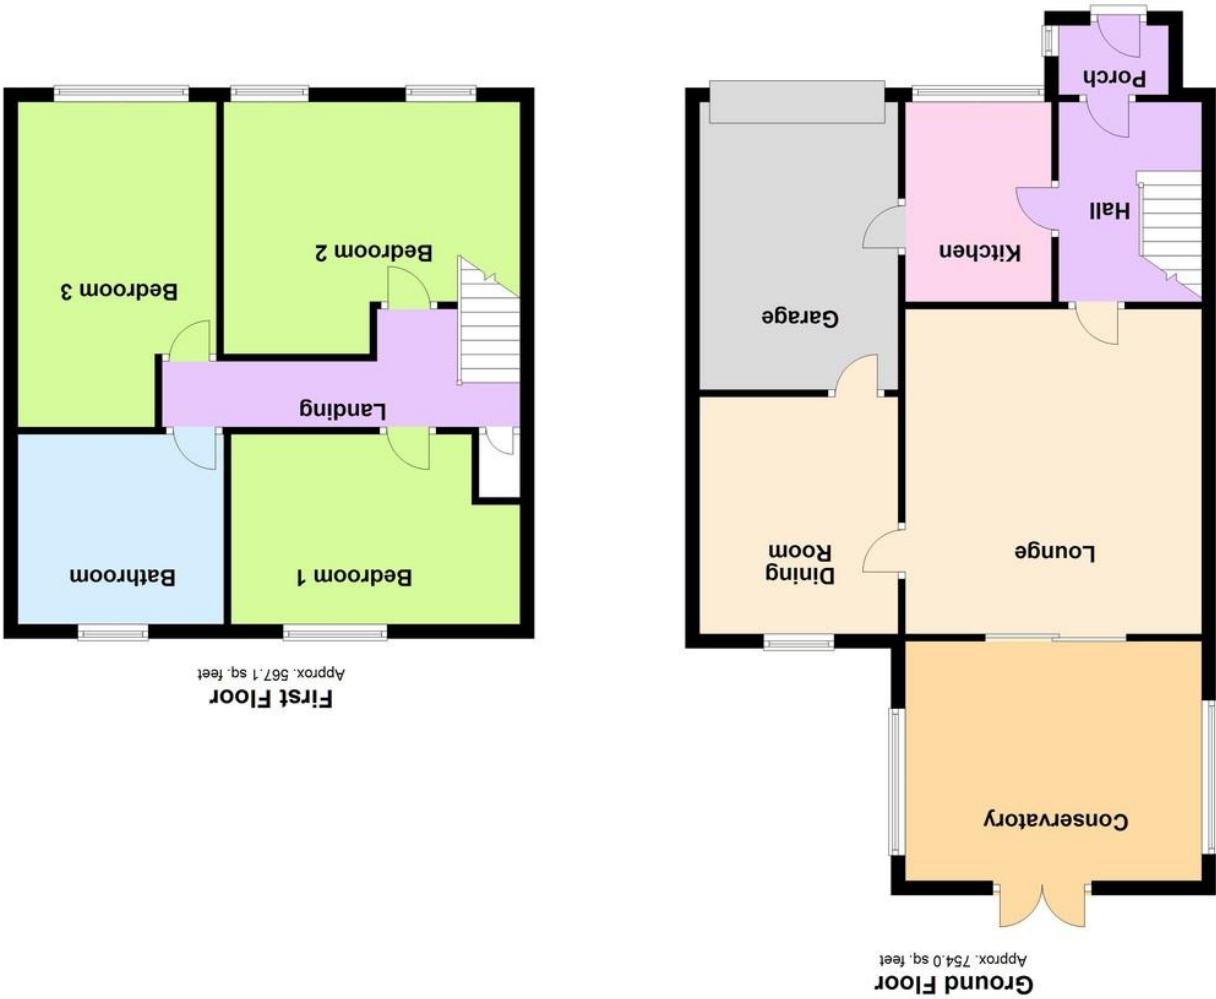 Ground Floor
Approx. 754.0 sq. feet
Conservatory
Lounge
Dining
Room
Garage
Kitchen
Hall
Porch
First Floor
Approx. 567.1 sq. feet
Bedroom 1
Bathroom
Landing
Bedroom 2
Bedroom 3